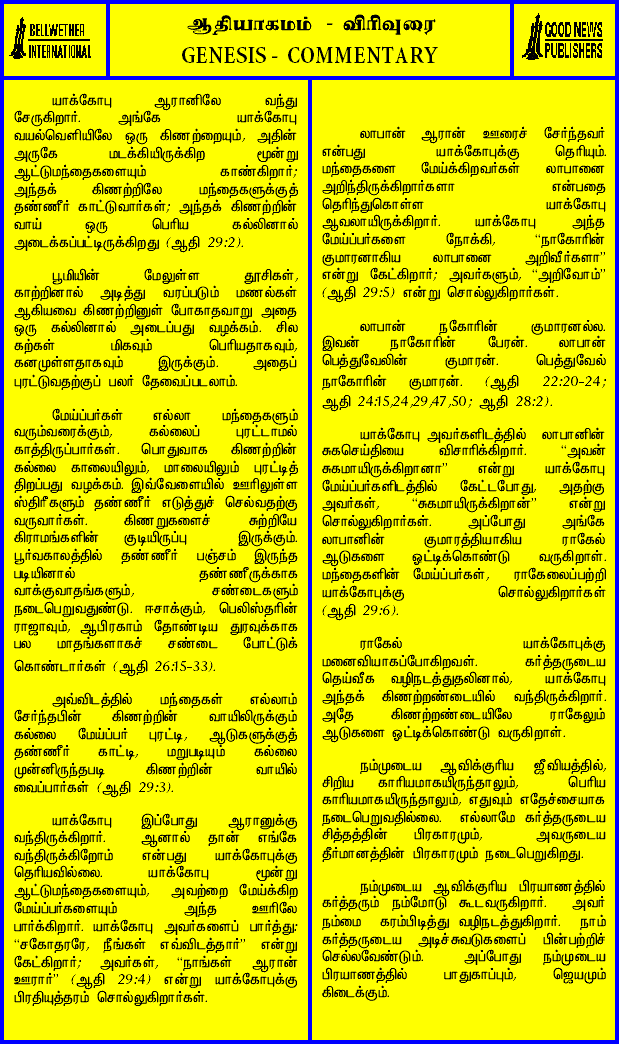 BELLWETHER
INTERNATIONAL
ஆதியாகமம் - விரிவுரை
GENESIS - COMMENTARY
GOOD NEWS
PUBLISHERS
யாக்கோபு ஆரானிலே வந்து
சேருகிறார். அங்கே யாக்கோபு
வயல்வெளியிலே ஒரு கிணற்றையும், அதின்
அருகே மடக்கியிருக்கிற மூன்று
ஆட்டுமந்தைகளையும் காண்கிறார்;
அந்தக் கிணற்றிலே மந்தைகளுக்குத்
தண்ணீர் காட்டுவார்கள்; அந்தக் கிணற்றின்
வாய் ஒரு பெரிய கல்லினால்
அடைக்கப்பட்டிருக்கிறது (ஆதி 29:2).
பூமியின் மேலுள்ள தூசிகள்,
காற்றினால் அடித்து வரப்படும் மணல்கள்
ஆகியவை கிணற்றினுள் போகாதவாறு அதை
ஒரு கல்லினால் அடைப்பது வழக்கம். சில
கற்கள் மிகவும் பெரியதாகவும்,
கனமுள்ளதாகவும் இருக்கும். அதைப்
புரட்டுவதற்குப் பலர் தேவைப்படலாம்.
மேய்ப்பர்கள் எல்லா மந்தைகளும்
வரும்வரைக்கும், கல்லைப் புரட்டாமல்
காத்திருப்பார்கள். பொதுவாக கிணற்றின்
கல்லை காலையிலும், மாலையிலும் புரட்டித்
திறப்பது வழக்கம். இவ்வேளையில் ஊரிலுள்ள
ஸ்திரீகளும் தண்ணீர் எடுத்துச் செல்வதற்கு
வருவார்கள். கிணறுகளைச் சுற்றியே
கிராமங்களின் குடியிருப்பு இருக்கும்.
பூர்வகாலத்தில் தண்ணீர் பஞ்சம் இருந்த
படியினால் தண்ணீருக்காக
வாக்குவாதங்களும், சண்டைகளும்
நடைபெறுவதுண்டு. ஈசாக்கும், பெலிஸ்தரின்
ராஜாவும், ஆபிரகாம் தோண்டிய துரவுக்காக
பல மாதங்களாகச் சண்டை போட்டுக்
கொண்டார்கள் (ஆதி 26:15-33).
அவ்விடத்தில் மந்தைகள் எல்லாம்
சேர்ந்தபின் கிணற்றின் வாயிலிருக்கும்
கல்லை மேய்ப்பர் புரட்டி, ஆடுகளுக்குத்
தண்ணீர் காட்டி, மறுபடியும் கல்லை
முன்னிருந்தபடி கிணற்றின் வாயில்
வைப்பார்கள் (ஆதி 29:3).
யாக்கோபு இப்போது ஆரானுக்கு
வந்திருக்கிறார். ஆனால் தான் எங்கே
வந்திருக்கிறோம் என்பது யாக்கோபுக்கு
தெரியவில்லை. யாக்கோபு மூன்று
ஆட்டுமந்தைகளையும், அவற்றை மேய்க்கிற
மேய்ப்பர்களையும் அந்த ஊரிலே
பார்க்கிறார். யாக்கோபு அவர்களைப் பார்த்து:
“சகோதரரே, நீங்கள் எவ்விடத்தார்” என்று
கேட்கிறார்; அவர்கள், “நாங்கள் ஆரான்
ஊரார்” (ஆதி 29:4) என்று யாக்கோபுக்கு
பிரதியுத்தரம் சொல்லுகிறார்கள்.
லாபான் ஆரான் ஊரைச் சேர்ந்தவர்
என்பது யாக்கோபுக்கு தெரியும்.
மந்தைகளை மேய்க்கிறவர்கள் லாபானை
அறிந்திருக்கிறார்களா என்பதை
தெரிந்துகொள்ள யாக்கோபு
ஆவலாயிருக்கிறார். யாக்கோபு அந்த
மேய்ப்பர்களை நோக்கி, “நாகோரின்
குமாரனாகிய லாபானை அறிவீர்களா”
என்று கேட்கிறார்; அவர்களும், “அறிவோம்”
(ஆதி 29:5) என்று சொல்லுகிறார்கள்.
லாபான் நகோரின் குமாரனல்ல.
இவன் நாகோரின் பேரன். லாபான்
பெத்துவேலின் குமாரன். பெத்துவேல்
நாகோரின் குமாரன். (ஆதி 22:20-24;
ஆதி 24:15,24,29,47,50; ஆதி 28:2).
யாக்கோபு அவர்களிடத்தில் லாபானின்
சுகசெய்தியை விசாரிக்கிறார். “அவன்
சுகமாயிருக்கிறானா” என்று யாக்கோபு
மேய்ப்பர்களிடத்தில் கேட்டபோது, அதற்கு
அவர்கள், “சுகமாயிருக்கிறான்” என்று
சொல்லுகிறார்கள். அப்போது அங்கே
லாபானின் குமாரத்தியாகிய ராகேல்
ஆடுகளை ஓட்டிக்கொண்டு வருகிறாள்.
மந்தைகளின் மேய்ப்பர்கள், ராகேலைப்பற்றி
யாக்கோபுக்கு சொல்லுகிறார்கள்
(ஆதி 29:6).
ராகேல் யாக்கோபுக்கு
மனைவியாகப்போகிறவள். கர்த்தருடைய
தெய்வீக வழிநடத்துதலினால், யாக்கோபு
அந்தக் கிணற்றண்டையில் வந்திருக்கிறார்.
அதே கிணற்றண்டையிலே ராகேலும்
ஆடுகளை ஓட்டிக்கொண்டு வருகிறாள்.
நம்முடைய ஆவிக்குரிய ஜீவியத்தில்,
சிறிய காரியமாகயிருந்தாலும், பெரிய
காரியமாகயிருந்தாலும், எதுவும் எதேச்சையாக
நடைபெறுவதில்லை. எல்லாமே கர்த்தருடைய
சித்தத்தின் பிரகாரமும், அவருடைய
தீர்மானத்தின் பிரகாரமும் நடைபெறுகிறது.
நம்முடைய ஆவிக்குரிய பிரயாணத்தில்
கர்த்தரும் நம்மோடு கூடவருகிறார். அவர்
நம்மை கரம்பிடித்து வழிநடத்துகிறார். நாம்
கர்த்தருடைய அடிச்சுவடுகளைப் பின்பற்றிச்
செல்லவேண்டும். அப்போது நம்முடைய
பிரயாணத்தில் பாதுகாப்பும், ஜெயமும்
கிடைக்கும்.